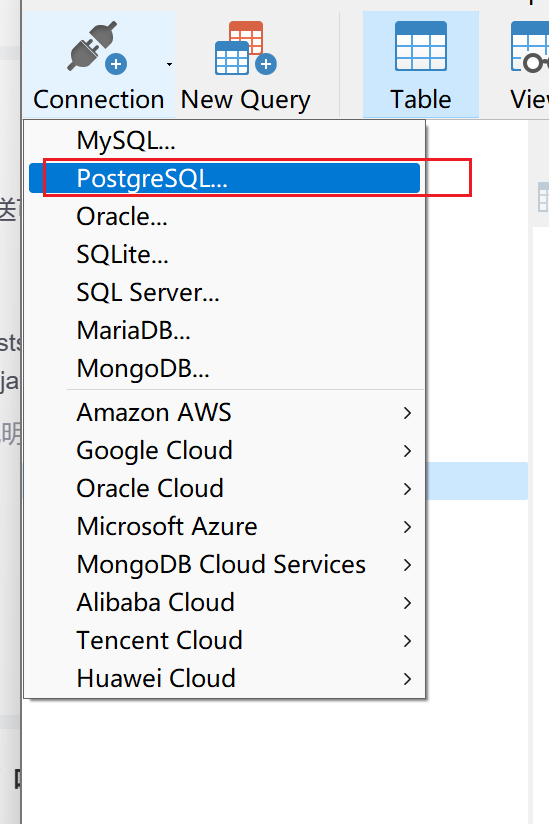 Connection
New Query
Table
MySQL...
PostgreSQL...
Oracle...
SQLite...
SQL Server...
MariaDB...
MongoDB...
Amazon AWS
Google Cloud
Oracle Cloud
Microsoft Azure
MongoDB Cloud Services
Alibaba Cloud
Tencent Cloud
Huawei Cloud